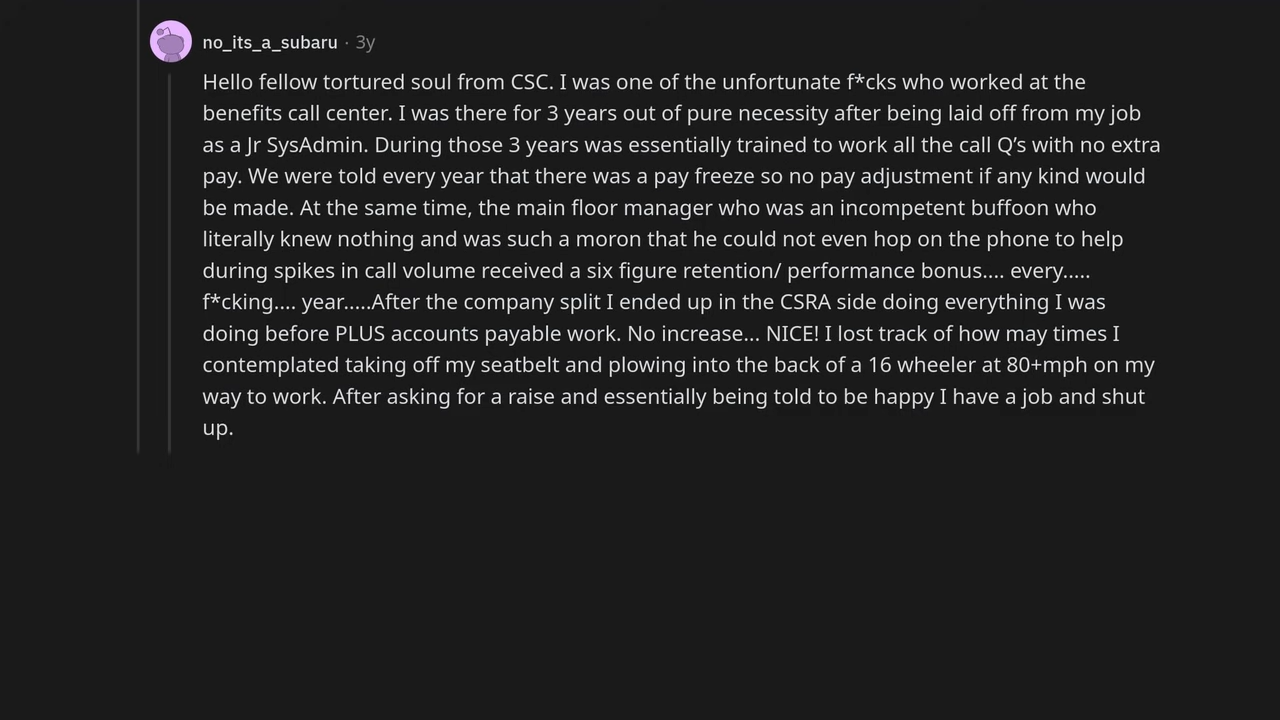 no_its_a_subaru · 3y
Hello fellow tortured soul from CSC. I was one of the unfortunate f*cks who worked at the
benefits call center. I was there for 3 years out of pure necessity after being laid off from my job
as a Jr SysAdmin. During those 3 years was essentially trained to work all the call Q’s with no extra
pay. We were told every year that there was a pay freeze so no pay adjustment if any kind would
be made. At the same time, the main floor manager who was an incompetent buffoon who
literally knew nothing and was such a moron that he could not even hop on the phone to help
during spikes in call volume received a six figure retention/ performance bonus.... every.....
f*cking.... year.....After the company split I ended up in the CSRA side doing everything I was
doing before PLUS accounts payable work. No increase... NICE! I lost track of how may times I
contemplated taking off my seatbelt and plowing into the back of a 16 wheeler at 80+mph on my
way to work. After asking for a raise and essentially being told to be happy I have a job and shut
up.